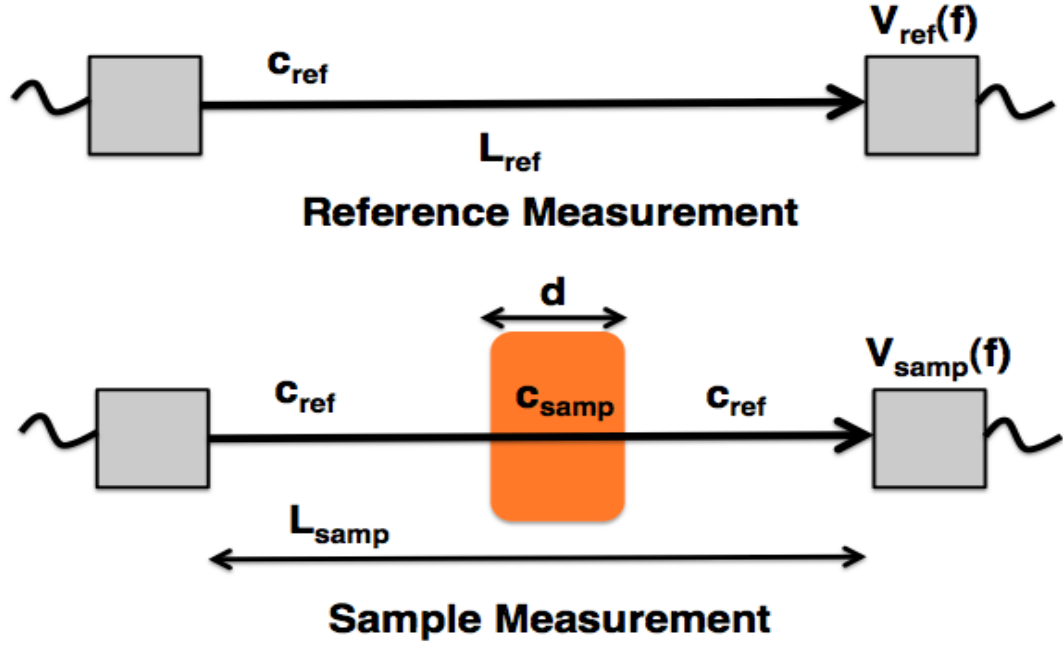 V_ref(f)
c_ref
L_ref
Reference Measurement
d
V_samp(f)
c_ref
c_samp
c_ref
L_samp
Sample Measurement